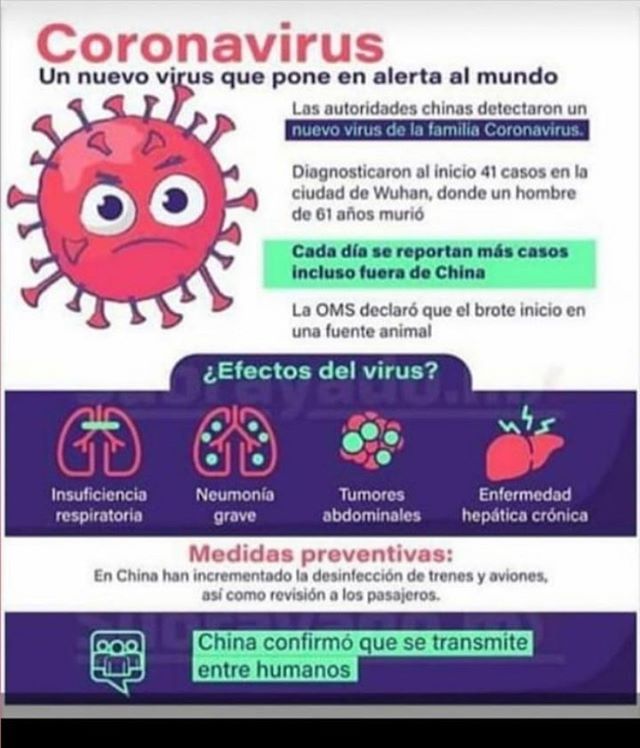 Coronavirus
Un nuevo virus que pone en alerta al mundo
Las autoridades chinas detectaron un
nuevo virus de la familia Coronavirus.
Diagnosticaron al inicio 41 casos en la
ciudad de Wuhan, donde un hombre
de 61 años murió
Cada día se reportan más casos
incluso fuera de China
La OMS declaró que el brote inicio en
una fuente animal
¿Efectos del virus?
Insuficiencia
respiratoria
Neumonía
grave
Tumores
abdominales
Enfermedad
hepática crónica
Medidas preventivas:
En China han incrementado la desinfección de trenes y aviones,
así como revisión a los pasajeros.
China confirmó que se transmite
entre humanos